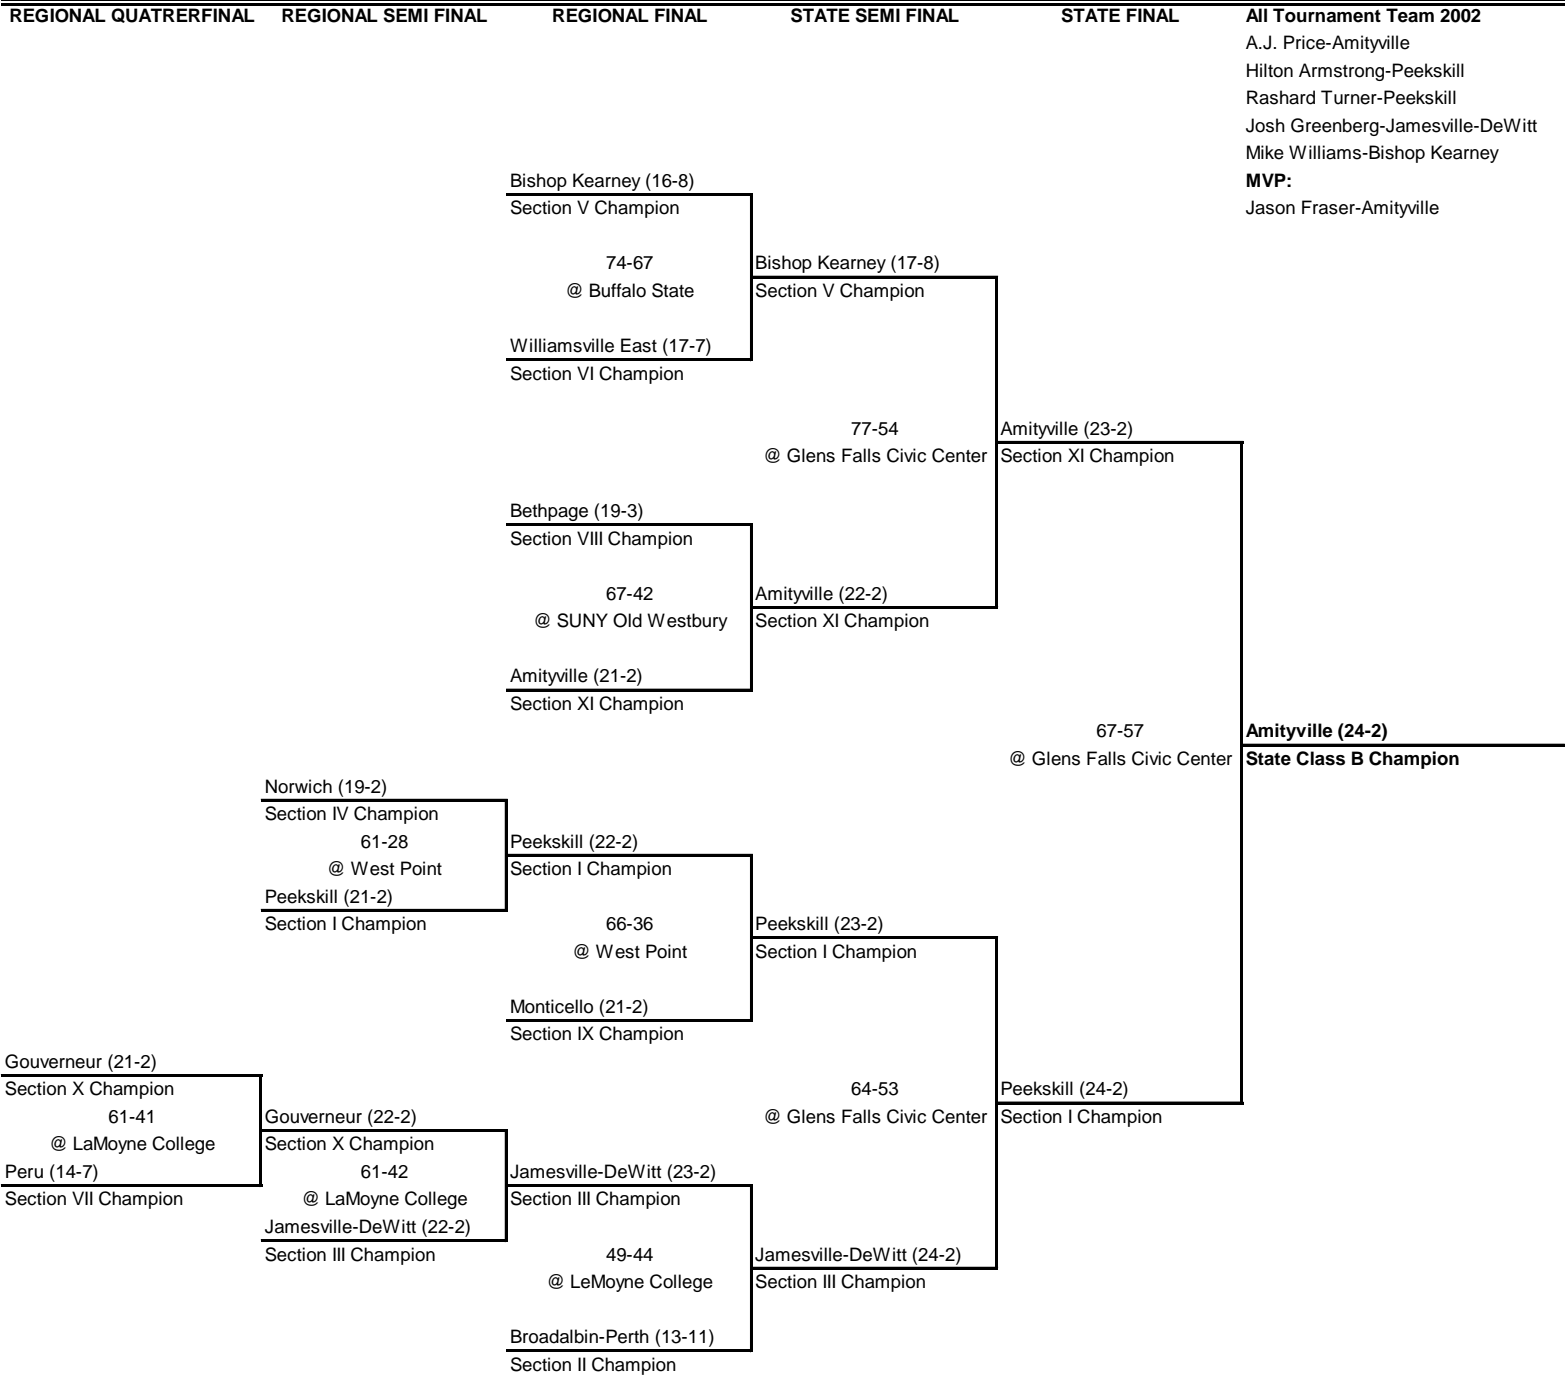 REGIONAL QUATRERFINAL REGIONAL SEMI FINAL REGIONAL FINAL STATE SEMI FINAL STATE FINAL All Tournament Team 2002
A.J. Price-Amityville
Hilton Armstrong-Peekskill
Rashard Turner-Peekskill
Josh Greenberg-Jamesville-DeWitt
Mike Williams-Bishop Kearney
Bishop Kearney (16-8) MVP:
Section V Champion Jason Fraser-Amityville
74-67 Bishop Kearney (17-8)
@ Buffalo State Section V Champion
Williamsville East (17-7)
Section VI Champion
77-54 Amityville (23-2)
@ Glens Falls Civic Center Section XI Champion
Bethpage (19-3)
Section VIII Champion
67-42 Amityville (22-2)
@ SUNY Old Westbury Section XI Champion
Amityville (21-2)
Section XI Champion
67-57 Amityville (24-2)
@ Glens Falls Civic Center State Class B Champion
Norwich (19-2)
Section IV Champion
61-28 Peekskill (22-2)
@ West Point Section I Champion
Peekskill (21-2)
Section I Champion 66-36 Peekskill (23-2)
@ West Point Section I Champion
Monticello (21-2)
Section IX Champion
Gouverneur (21-2)
Section X Champion 64-53 Peekskill (24-2)
61-41 Gouverneur (22-2) @ Glens Falls Civic Center Section I Champion
@ LaMoyne College Section X Champion
Peru (14-7) 61-42 Jamesville-DeWitt (23-2)
Section VII Champion @ LaMoyne College Section III Champion
Jamesville-DeWitt (22-2)
Section III Champion 49-44 Jamesville-DeWitt (24-2)
@ LeMoyne College Section III Champion
Broadalbin-Perth (13-11)
Section II Champion